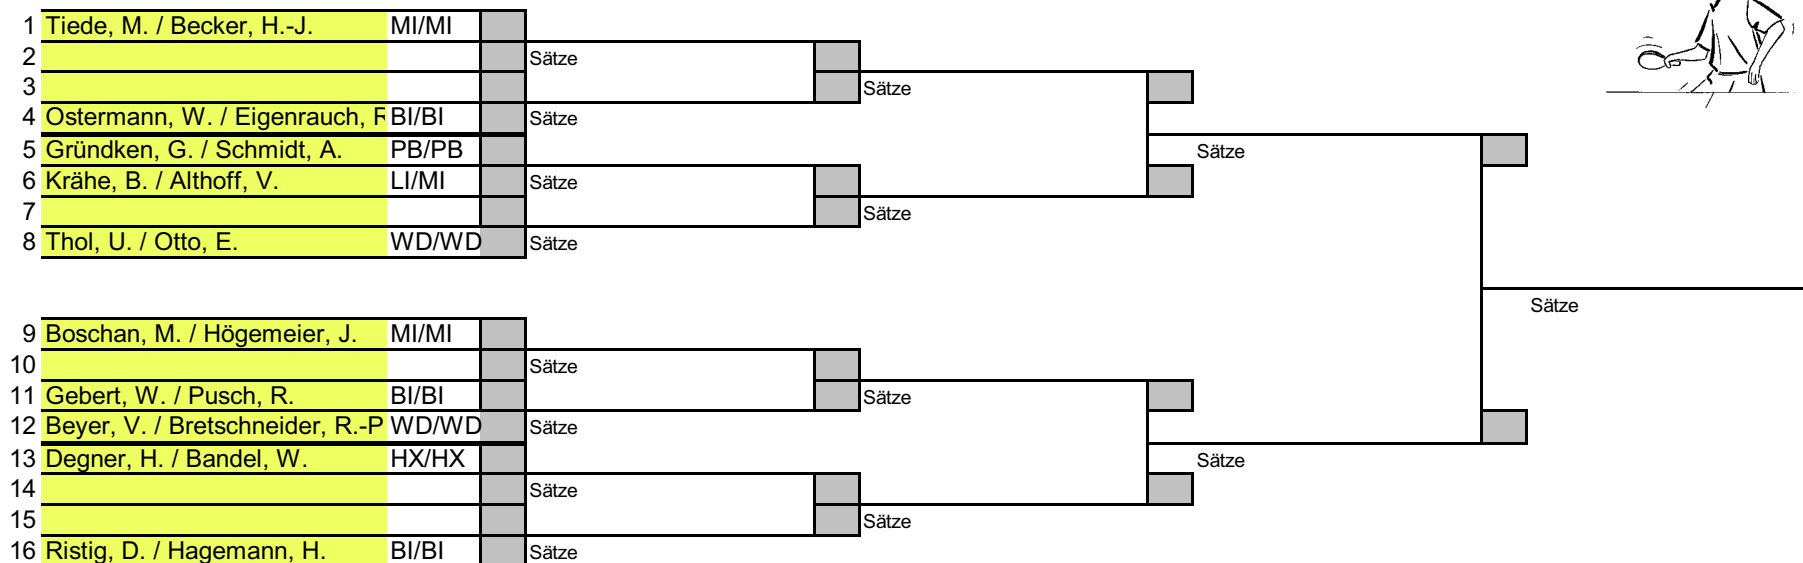 1 Tiede, M. / Becker, H.-J. MI/MI
2 Sätze
3 Sätze
4 Ostermann, W. / Eigenrauch, R BI/BI Sätze
5 Gründken, G. / Schmidt, A. PB/PB Sätze
6 Krähe, B. / Althoff, V. LI/MI Sätze
7 Sätze
8 Thol, U. / Otto, E. WD/WD Sätze
Sätze
9 Boschan, M. / Högemeier, J. MI/MI
10 Sätze
11 Gebert, W. / Pusch, R. BI/BI Sätze
12 Beyer, V. / Bretschneider, R.-P WD/WD Sätze
13 Degner, H. / Bandel, W. HX/HX Sätze
14 Sätze
15 Sätze
16 Ristig, D. / Hagemann, H. BI/BI Sätze